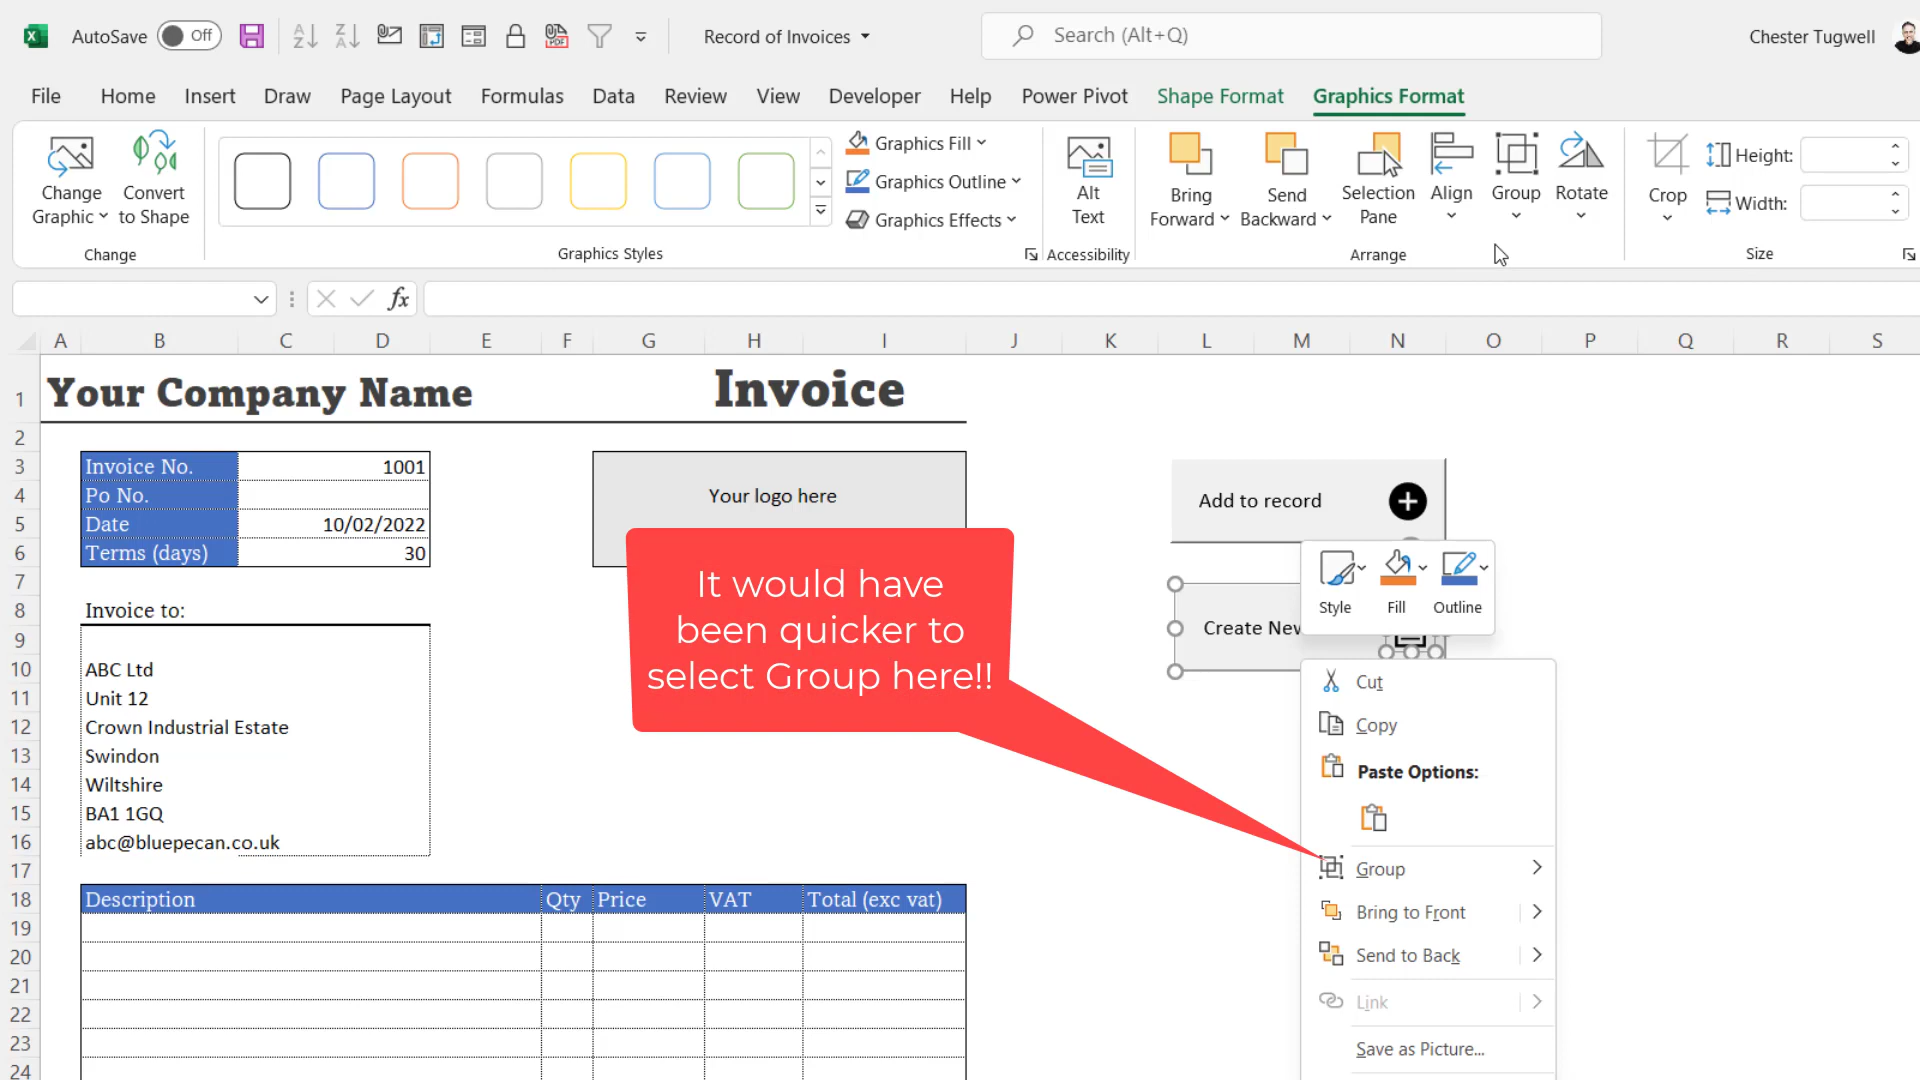 AutoSave Off
Record of Invoices
Search (Alt+Q)
Chester Tugwell
File Home Insert Draw Page Layout Formulas Data Review View Developer Help Power Pivot Shape Format Graphics Format
Change Graphic
Convert to Shape
Change
Graphics Styles
Graphics Fill
Graphics Outline
Graphics Effects
Alt Text
Accessibility
Bring Forward
Send Backward
Selection Pane
Align
Group
Rotate
Arrange
Crop
Height:
Width:
Size
fx
A B C D E F G H I J K L M N O P Q R S
1 Your Company Name Invoice
2
3 Invoice No. 1001
4 Po No.
Your logo here
Add to record
5 Date 10/02/2022
6 Terms (days) 30
7
8 Invoice to:
9
10 ABC Ltd
11 Unit 12
12 Crown Industrial Estate
13 Swindon
14 Wiltshire
15 BA1 1GQ
16 abc@bluepecan.co.uk
17
18 Description Qty Price VAT Total (exc vat)
19
20
21
22
23
24
It would have
been quicker to
select Group here!!
Create New
Style Fill Outline
Cut
Copy
Paste Options:
Group
Bring to Front
Send to Back
Link
Save as Picture...